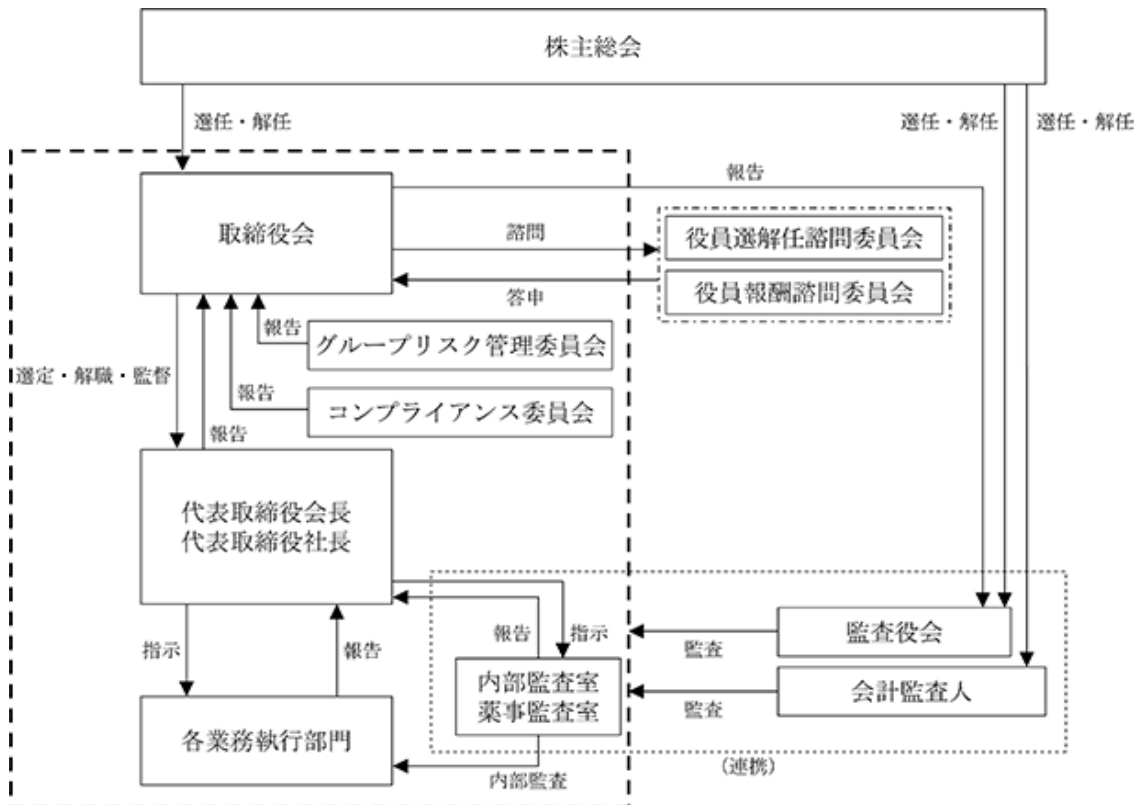 株主総会
選任・解任
選任・解任
選任・解任
報告
取締役会
諮問
役員選解任諮問委員会
答申
役員報酬諮問委員会
報告
グループリスク管理委員会
選定・解職・監督
報告
コンプライアンス委員会
報告
代表取締役会長
代表取締役社長
指示
報告
報告
指示
監査役会
監査
内部監査室
薬事監査室
会計監査人
監査
各業務執行部門
内部監査
(連携)